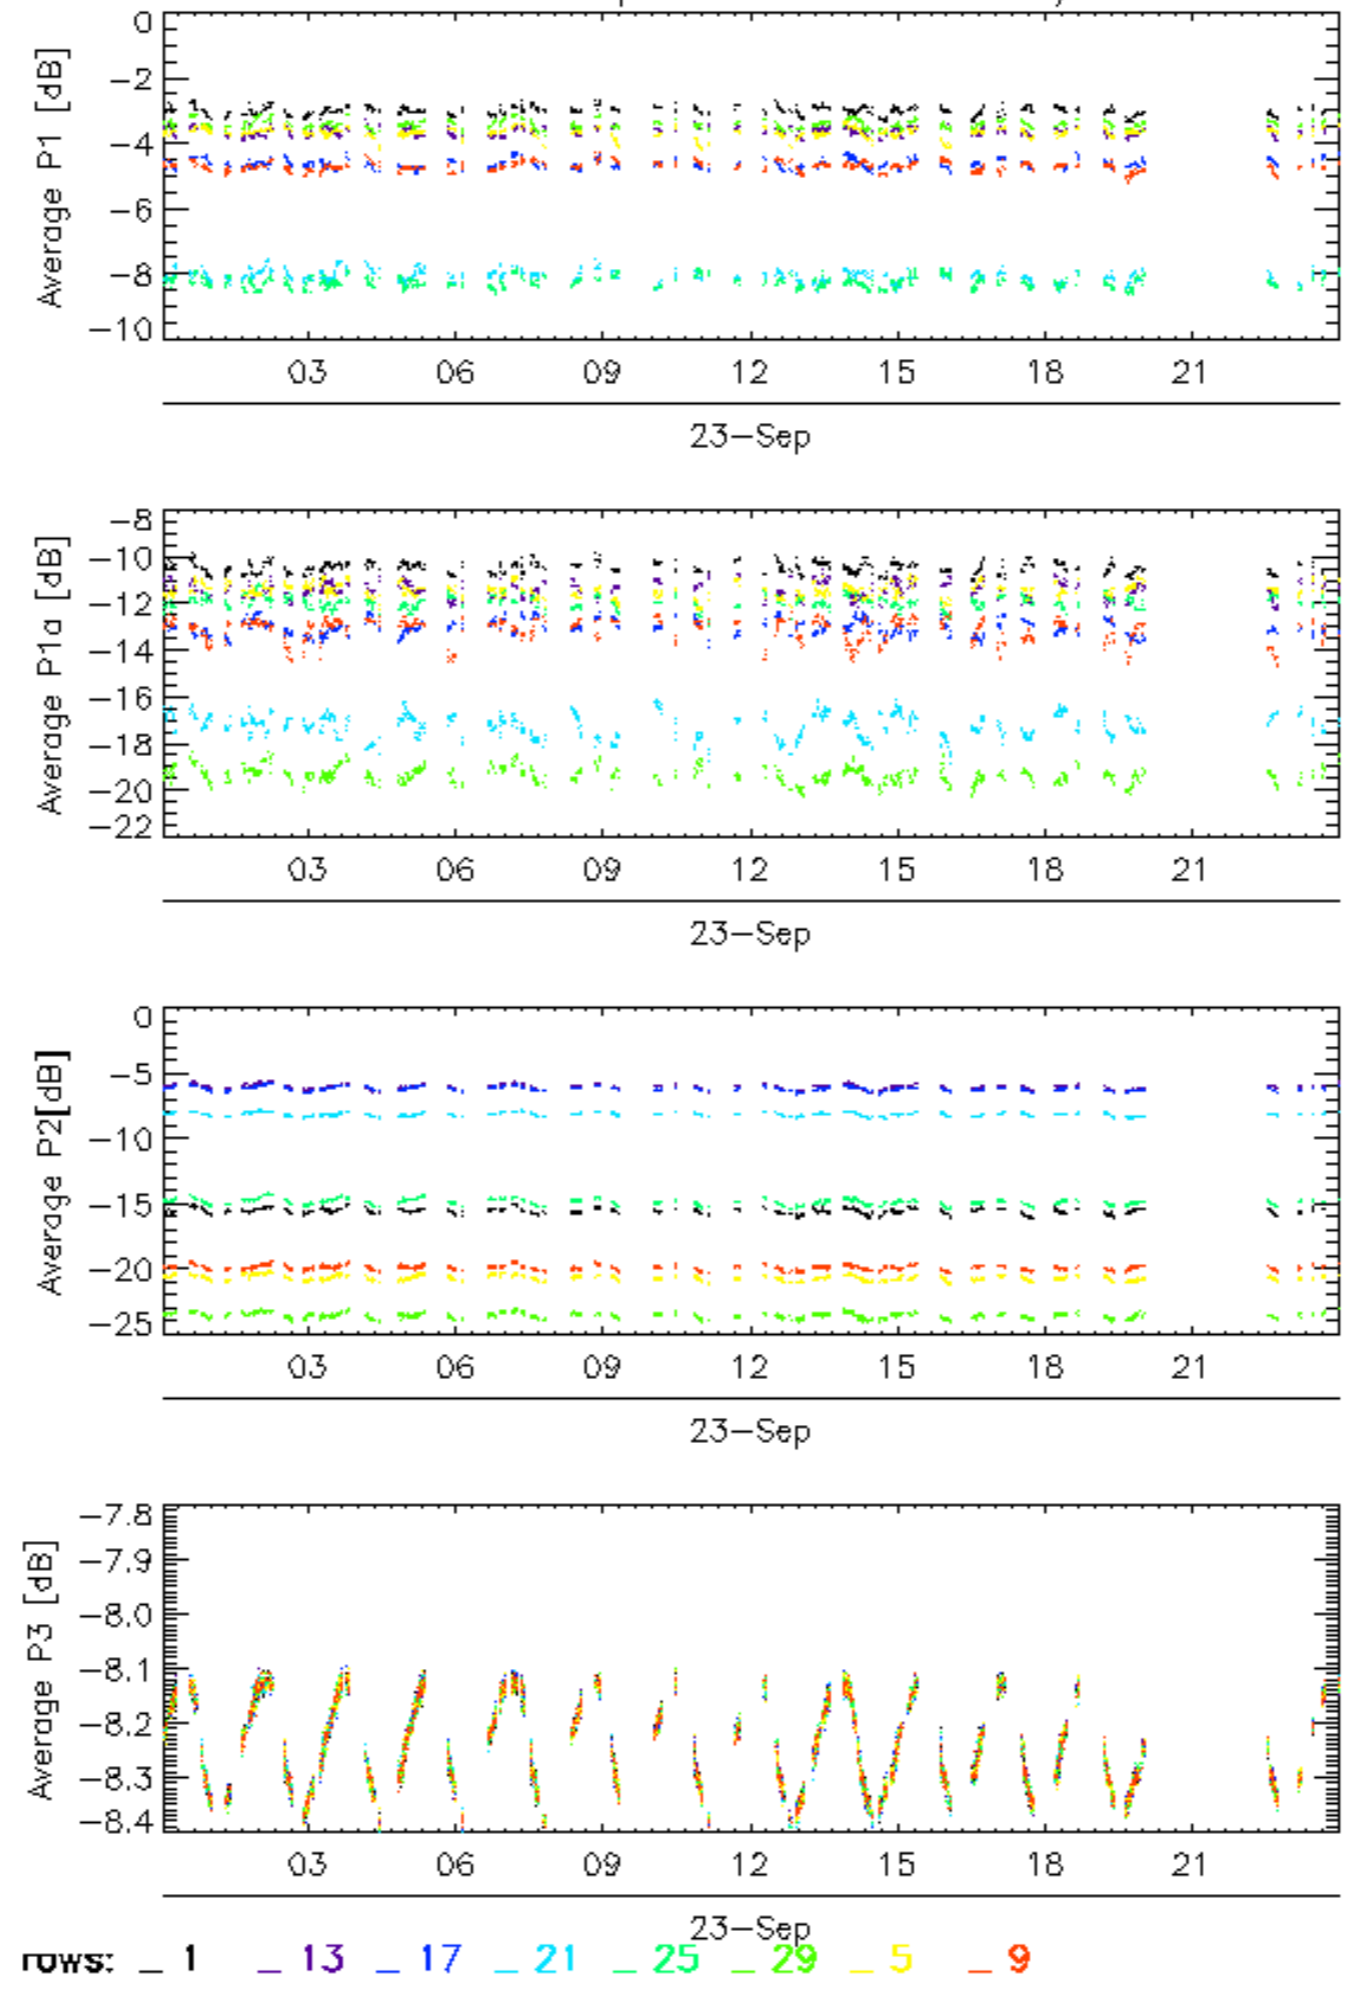 0
−2
−4
−6
−8
−10
Average P1 [dB]
03 06 09 12 15 18 21
23−Sep
−8
−10
−12
−14
−16
−18
−20
−22
Average P1a [dB]
03 06 09 12 15 18 21
23−Sep
0
−5
−10
−15
−20
−25
Average P2[dB]
03 06 09 12 15 18 21
23−Sep
−7.8
−7.9
−8.0
−8.1
−8.2
−8.3
−8.4
Average P3 [dB]
03 06 09 12 15 18 21
23−Sep
rows: _ 1 _ 13 _ 17 _ 21 _ 25 _ 29 _ 5 _ 9